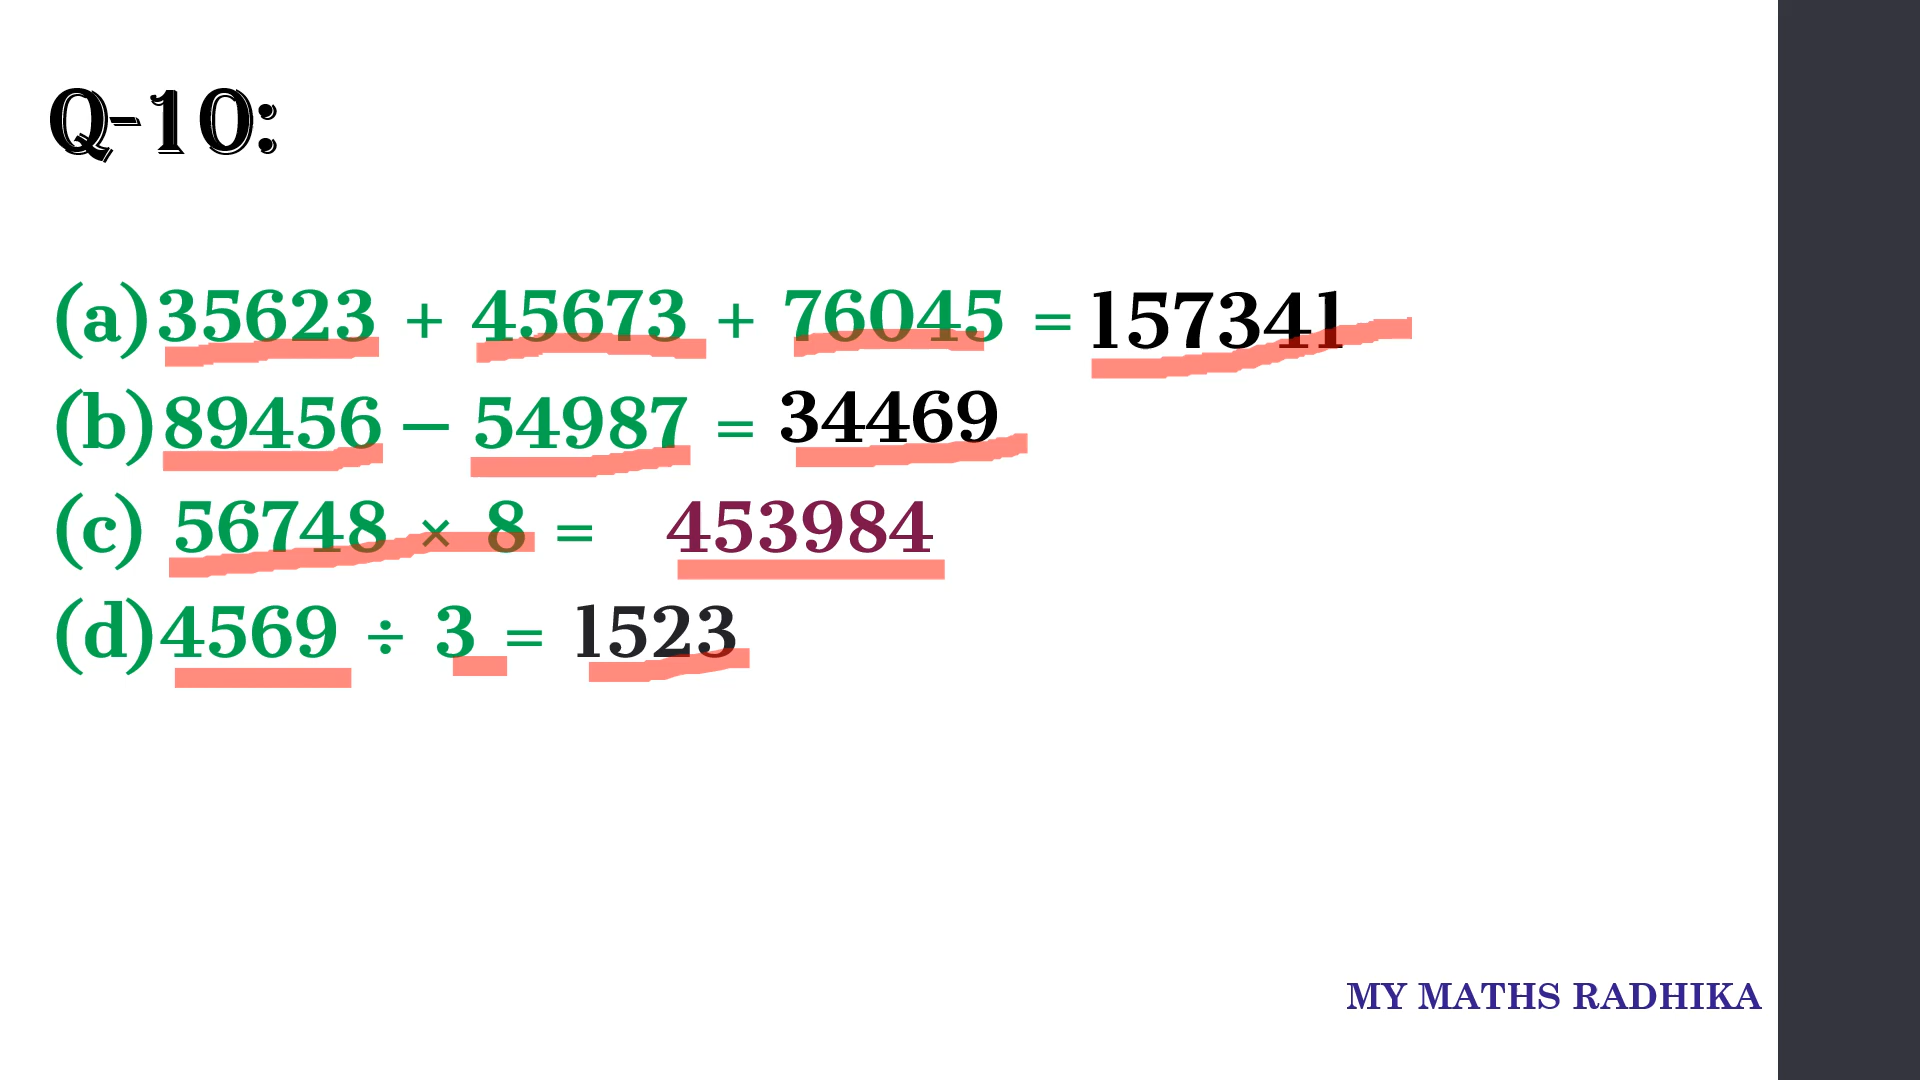 Q-10:
(a)35623 + 45673 + 76045 = 157341
(b)89456 – 54987 = 34469
(c) 56748 × 8 = 453984
(d)4569 ÷ 3 = 1523
MY MATHS RADHIKA